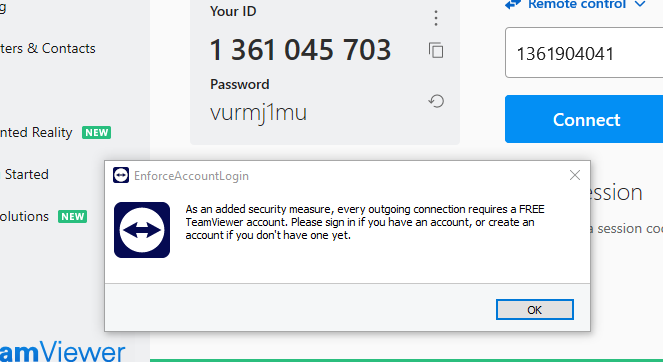 Your ID
1 361 045 703
Password
vurmj1mu
Remote control
1361904041
Connect
ters & Contacts
nted Reality NEW
Started
olutions NEW
EnforceAccountLogin
As an added security measure, every outgoing connection requires a FREE
TeamViewer account. Please sign in if you have an account, or create an
account if you don't have one yet.
OK
ession
a session co
eamViewer